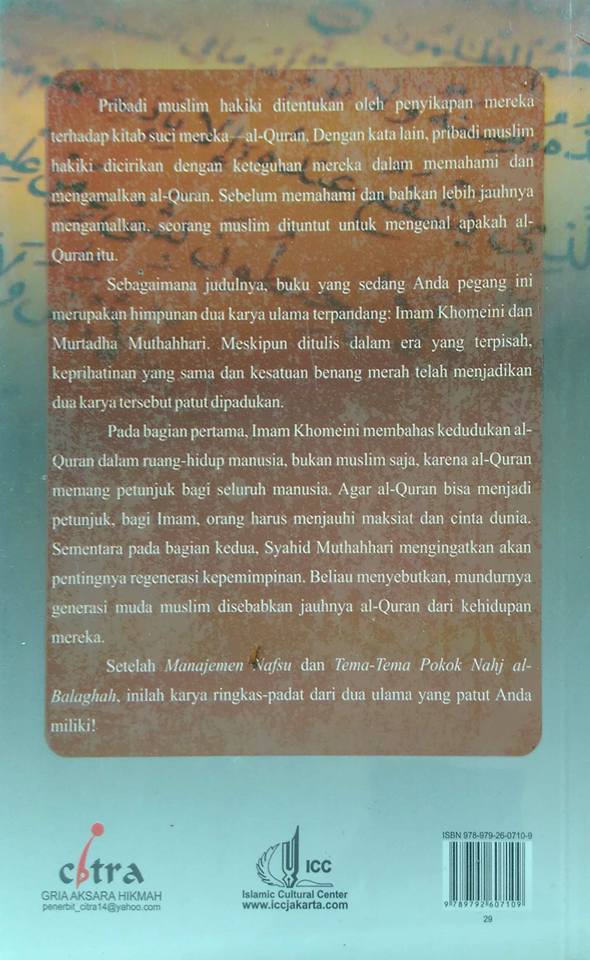 Pribadi muslim hakiki ditentukan oleh penyikapan mereka
terhadap kitab suci mereka—al-Quran. Dengan kata lain, pribadi muslim
hakiki dicirikan dengan keteguhan mereka dalam memahami dan
mengamalkan al-Quran. Sebelum memahami dan bahkan lebih jauhnya
mengamalkan, seorang muslim dituntut untuk mengenal apakah al-
Quran itu.
Sebagaimana judulnya, buku yang sedang Anda pegang ini
merupakan himpunan dua karya ulama terpandang: Imam Khomeini dan
Murtadha Muthahhari. Meskipun ditulis dalam era yang terpisah,
keprihatinan yang sama dan kesatuan benang merah telah menjadikan
dua karya tersebut patut dipadukan.
Pada bagian pertama, Imam Khomeini membahas kedudukan al-
Quran dalam ruang-hidup manusia, bukan muslim saja, karena al-Quran
memang petunjuk bagi seluruh manusia. Agar al-Quran bisa menjadi
petunjuk, bagi Imam, orang harus menjauhi maksiat dan cinta dunia.
Sementara pada bagian kedua, Syahid Muthahhari mengingatkan akan
pentingnya regenerasi kepemimpinan. Beliau menyebutkan, mundurnya
generasi muda muslim disebabkan jauhnya al-Quran dari kehidupan
mereka.
Setelah Manajemen Nafsu dan Tema-Tema Pokok Nahj al-
Balaghah, inilah karya ringkas-padat dari dua ulama yang patut Anda
miliki!
citra
GRIA AKSARA HIKMAH
penerbit_citra14@yahoo.com
ICC
Islamic Cultural Center
www.iccjakarta.com
ISBN 978-979-26-0710-9
9 789792 607109
29